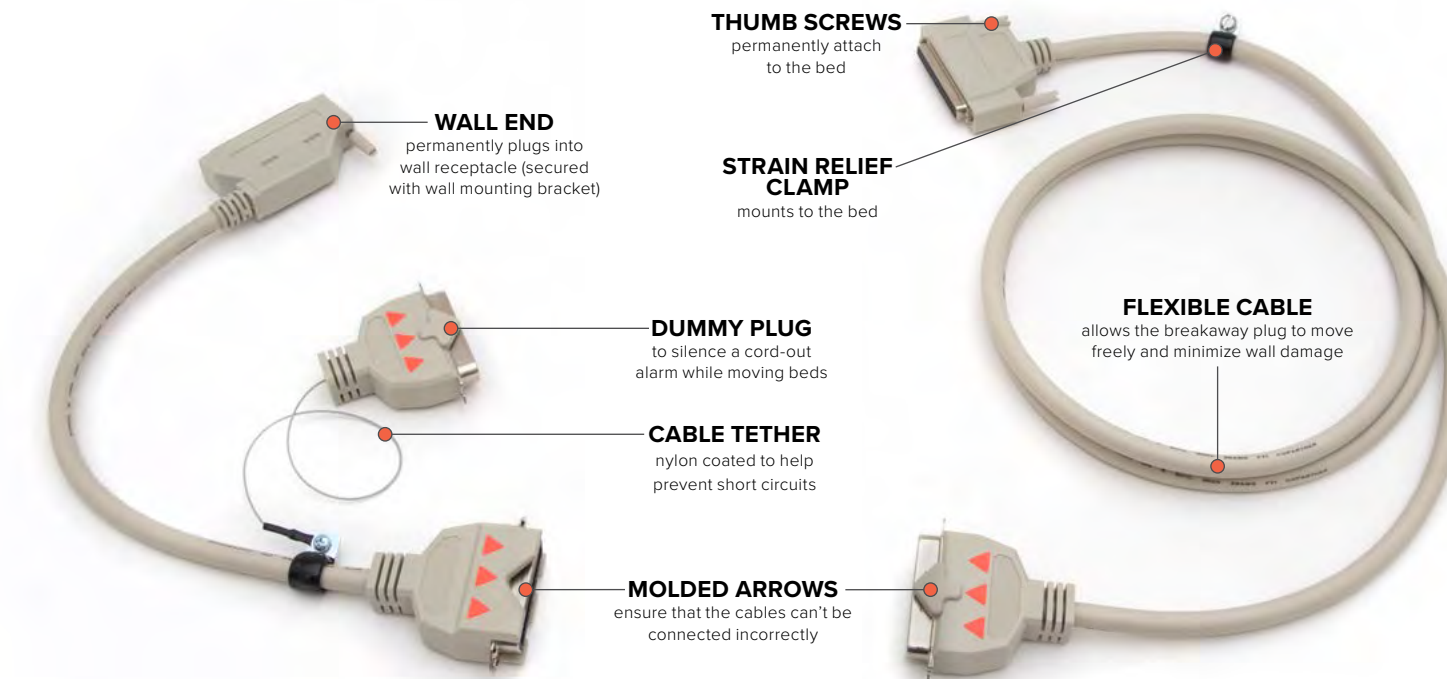 THUMB SCREWS
permanently attach
to the bed
WALL END
permanently plugs into
wall receptacle (secured
with wall mounting bracket)
STRAIN RELIEF
CLAMP
mounts to the bed
DUMMY PLUG
to silence a cord-out
alarm while moving beds
FLEXIBLE CABLE
allows the breakaway plug to move
freely and minimize wall damage
CABLE TETHER
nylon coated to help
prevent short circuits
MOLDED ARROWS
ensure that the cables can't be
connected incorrectly